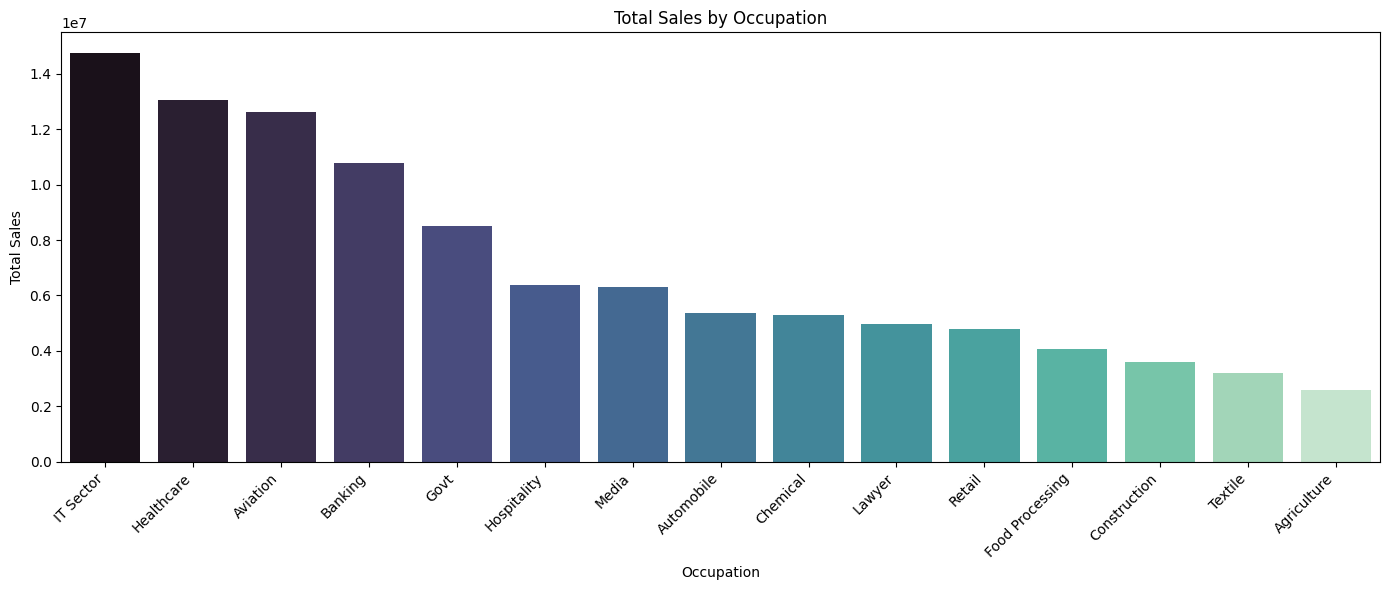 Total Sales by Occupation
1e7
1.4
1.2
1.0
0.8
0.6
0.4
0.2
0.0
Total Sales
IT Sector
Healthcare
Aviation
Banking
Govt
Hospitality
Media
Automobile
Chemical
Lawyer
Retail
Food Processing
Construction
Textile
Agriculture
Occupation